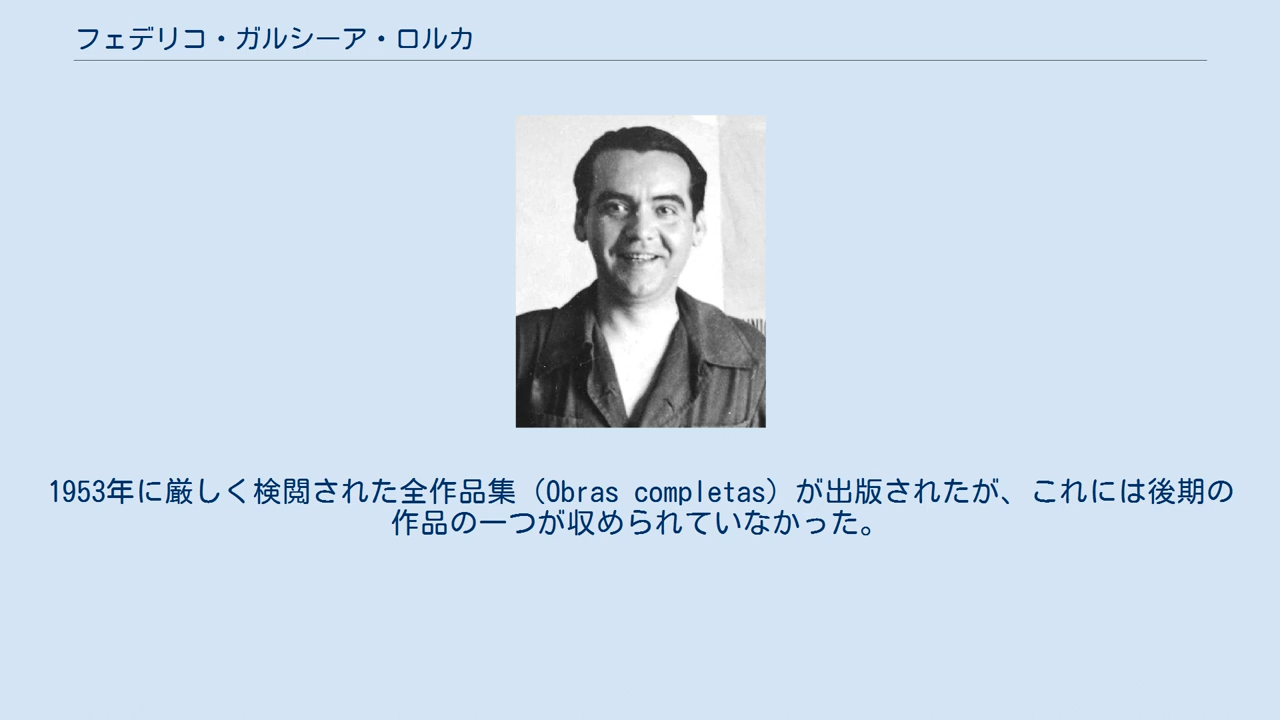 フェデリコ・ガルシーア・ロルカ
1953年に厳しく検閲された全作品集（Obras completas）が出版されたが、これには後期の
作品の一つが収められていなかった。